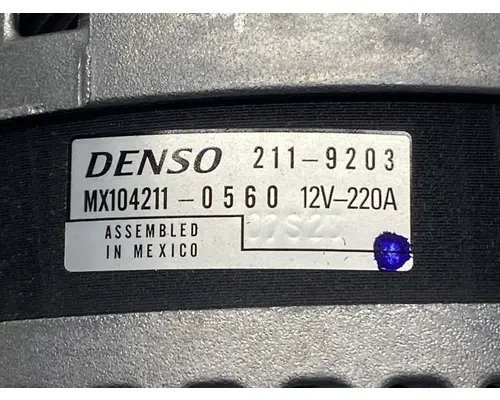 DENSO 211-9203
MX104211-0560 12V-220A
ASSEMBLED
IN MEXICO